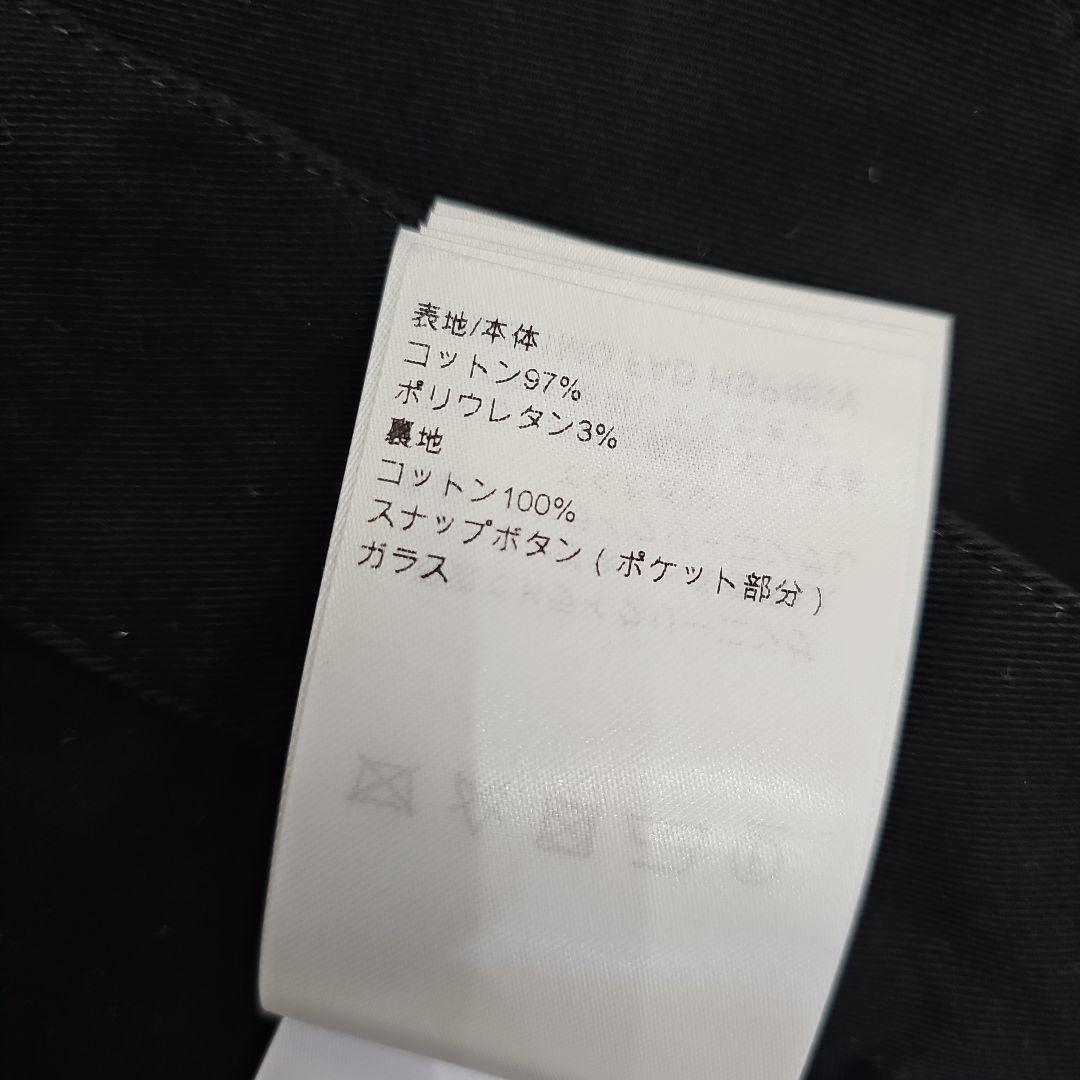 表地/本体
コットン97%
ポリウレタン3%
裏地
コットン100%
スナップボタン(ポケット部分)
ガラス